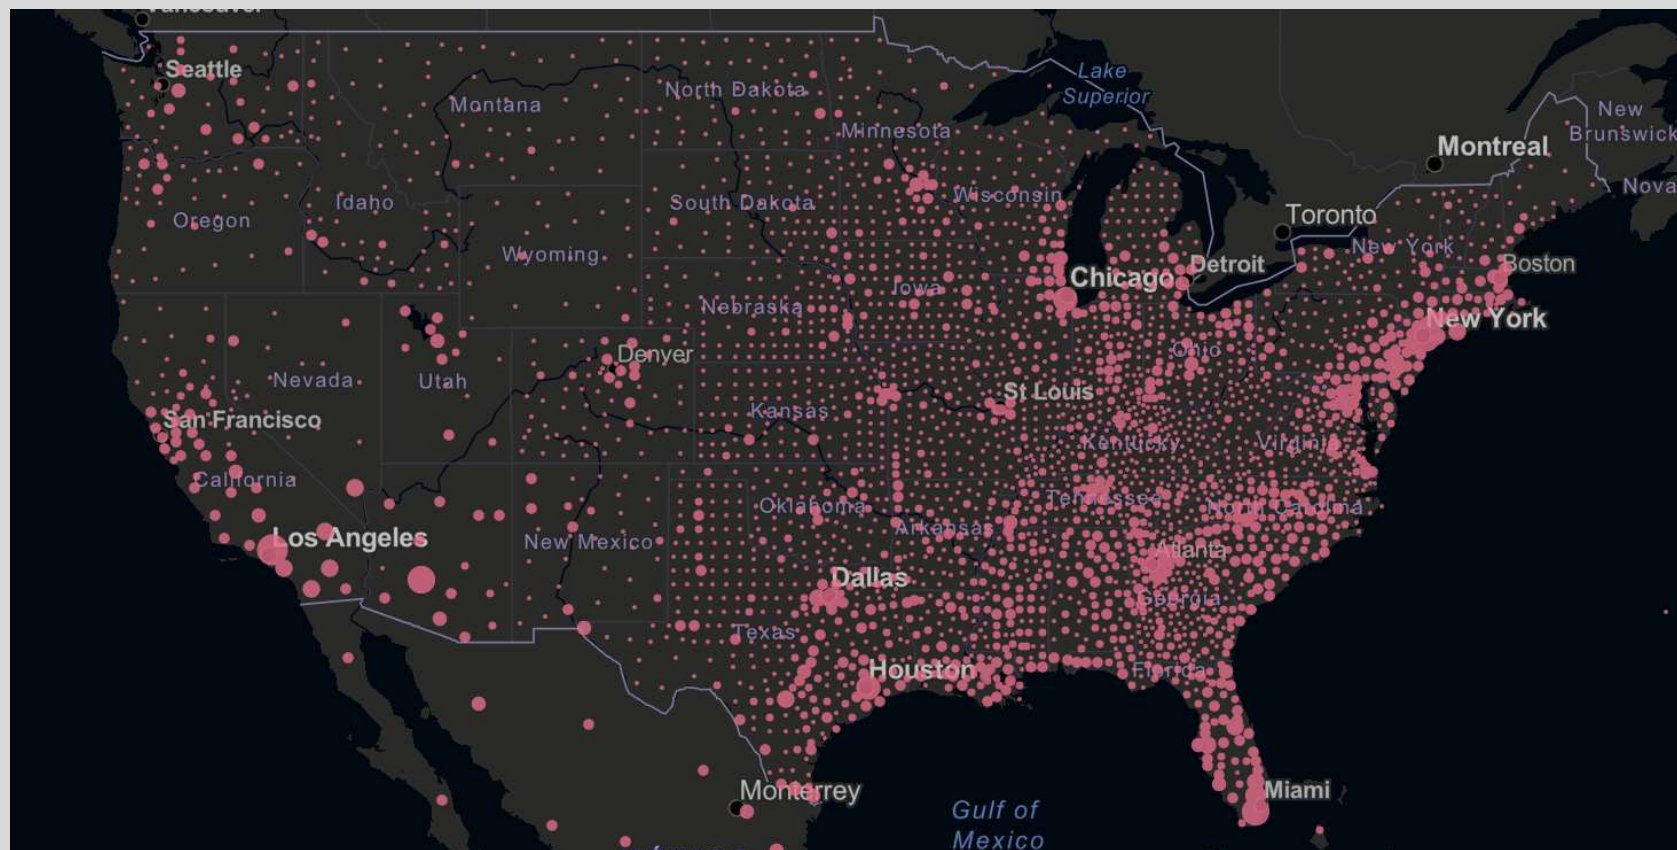 Vancouver
Seattle
Montana
North Dakota
Lake
Superior
Minnesota
New
Brunswick
Montreal
Oregon
Idaho
South Dakota
Wisconsin
Nova
Toronto
Wyoming
New York
Detroit
Boston
Chicago
Iowa
Nebraska
New York
Denver
Ohio
Nevada
Utah
St Louis
San Francisco
Kansas
Kentucky
Virginia
California
Oklahoma
Tennessee
North Carolina
Arkansas
Los Angeles
New Mexico
Atlanta
Dallas
Georgia
Texas
Houston
Florida
Monterrey
Miami
Gulf of
Mexico